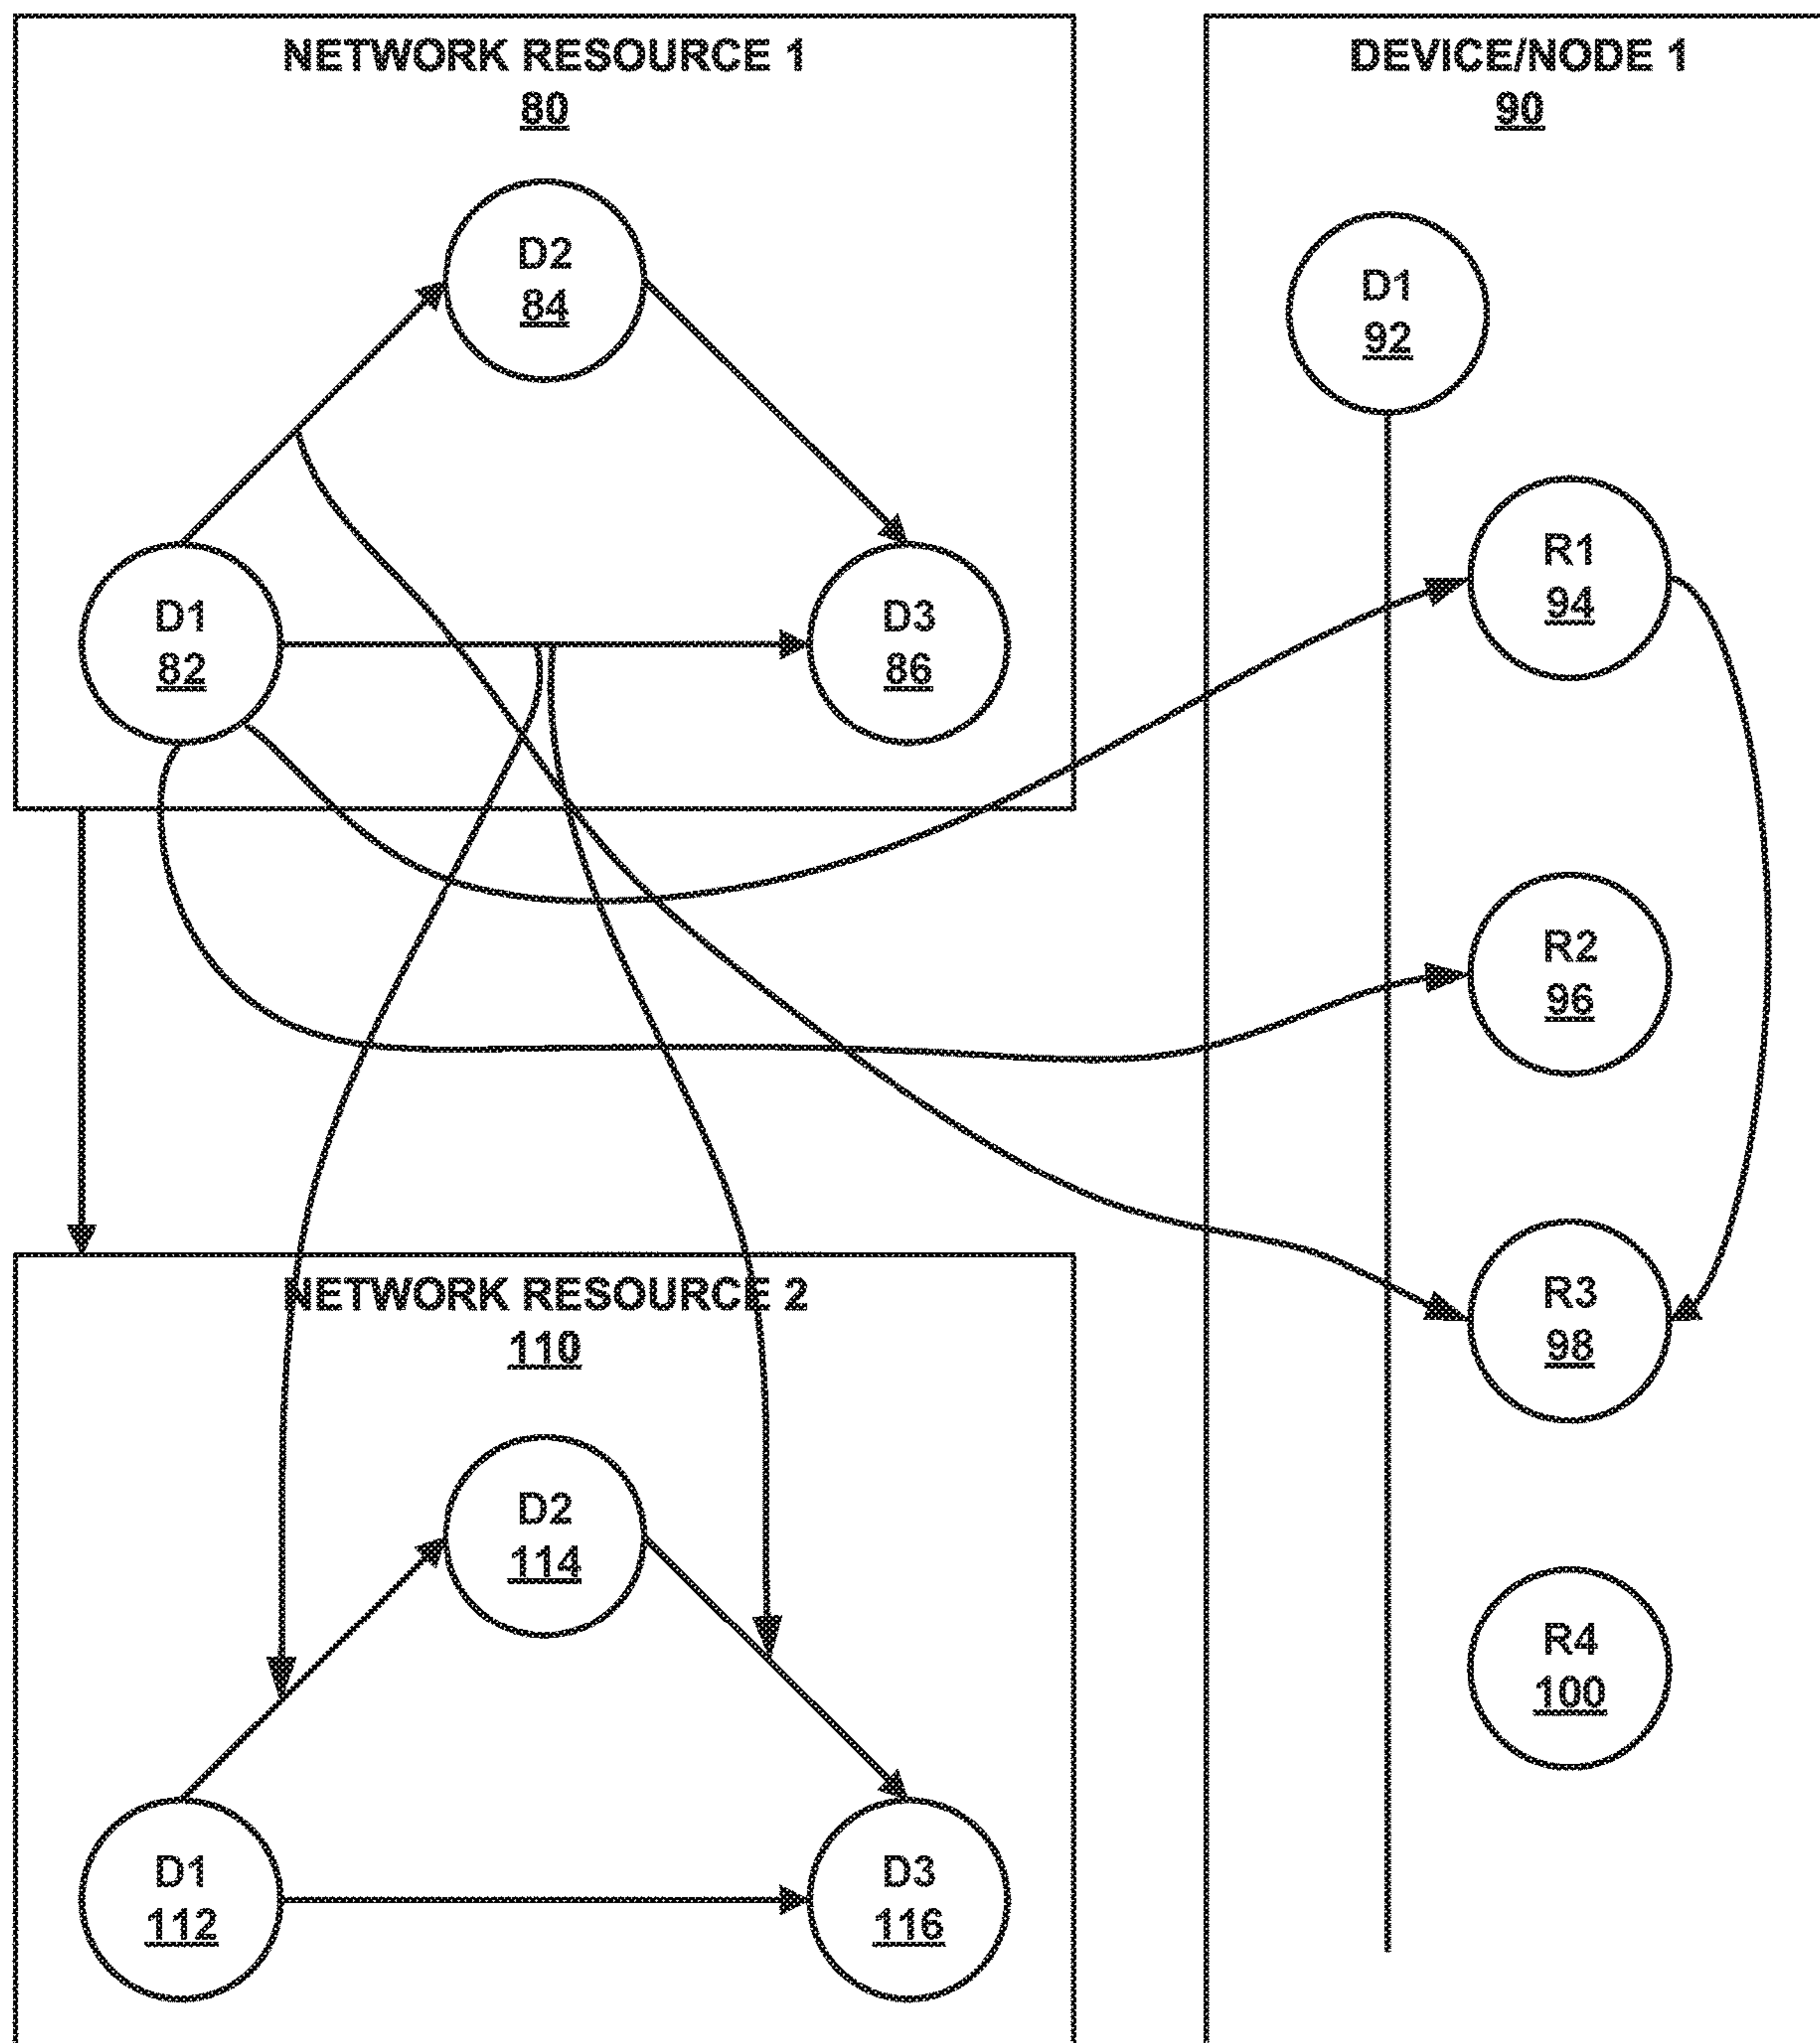 NETWORK RESOURCE 1
80
D2
84
D1
82
D3
86
DEVICE/NODE 1
90
D1
92
R1
94
R2
96
R3
98
R4
100
NETWORK RESOURCE 2
110
D2
114
D1
112
D3
116